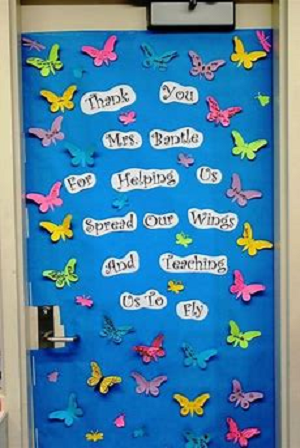 Thank You
Mrs. Bantle
For Helping Us
Spread Our Wings
And Teaching
Us To Fly